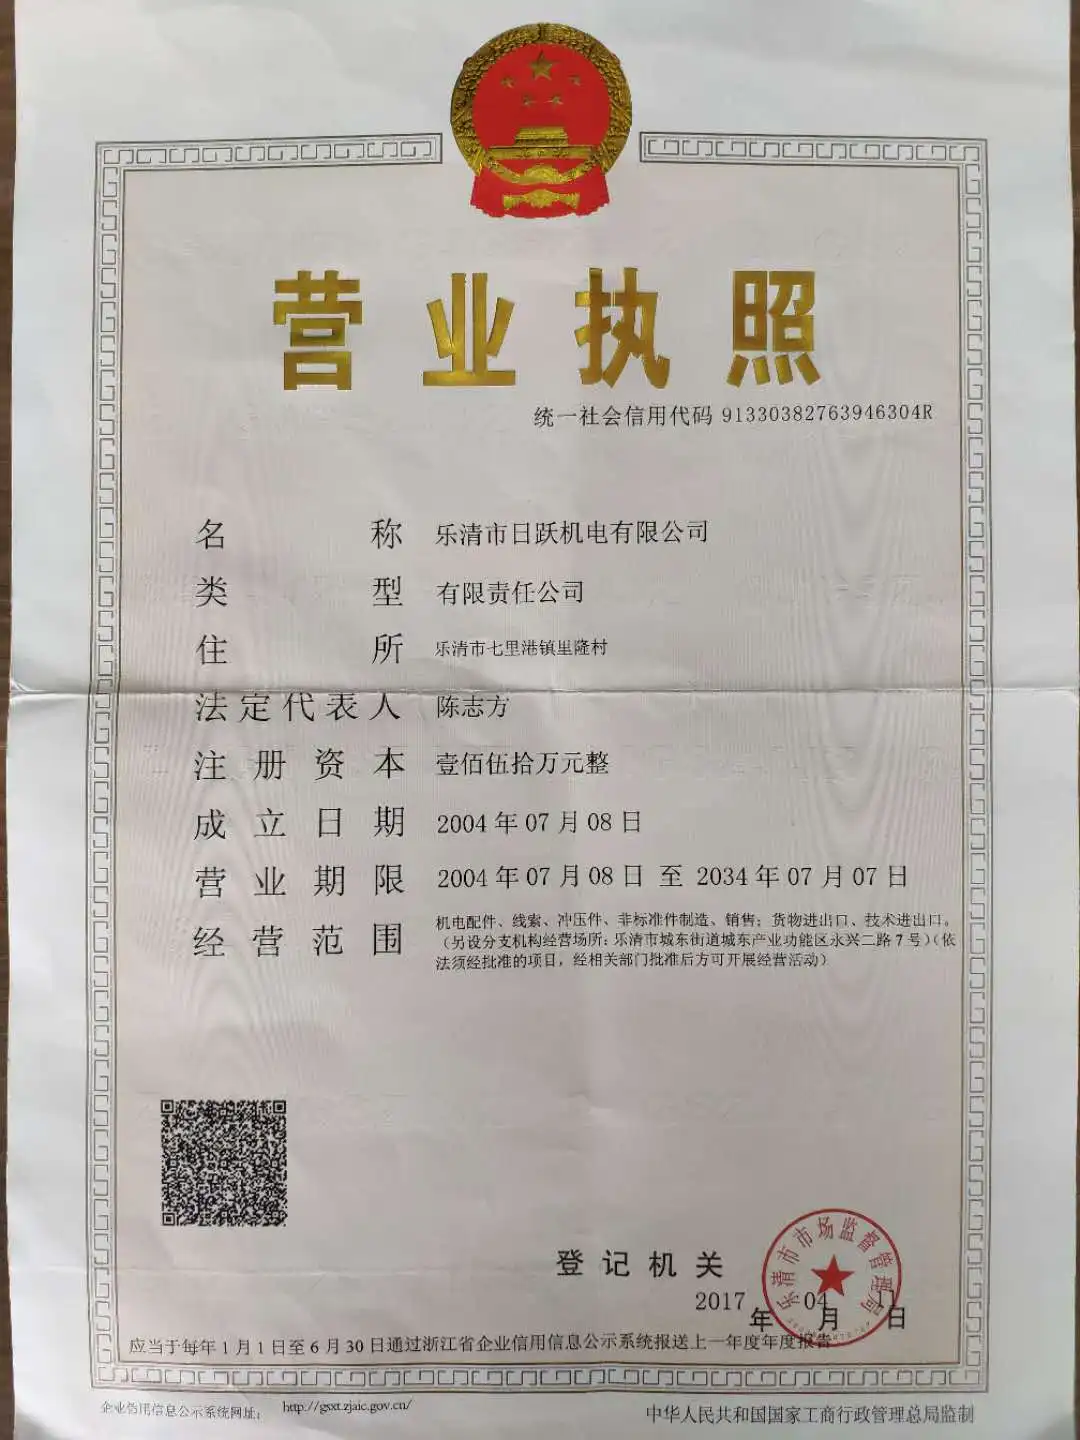 营业执照
统一社会信用代码 91330382763946304R
名称 乐清市日跃机电有限公司
类型 有限责任公司
住所 乐清市七里港镇里隆村
法定代表人 陈志方
注册资本 壹佰伍拾万元整
成立日期 2004年07月08日
营业期限 2004年07月08日 至 2034年07月07日
经营范围 机电配件、线索、冲压件、非标准件制造、销售；货物进出口、技术进出口。
（另设分支机构经营场所：乐清市城东街道城东产业功能区永兴二路7号）（依
法须经批准的项目，经相关部门批准后方可开展经营活动）
登记机关
乐清市市场监督管理局
2017年04月11日
应当于每年1月1日至6月30日通过浙江省企业信用信息公示系统报送上一年度年度报告
企业信用信息公示系统网址： http://gsxt.zjaic.gov.cn/
中华人民共和国国家工商行政管理总局监制